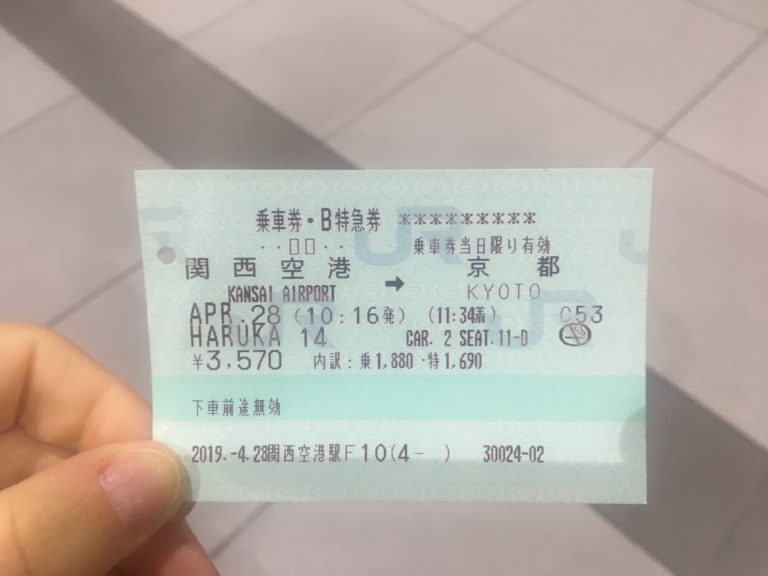 乗車券・B特急券 *********
・・□□・・ 乗車券当日限り有効
関西空港 → 京都
KANSAI AIRPORT KYOTO
APR.28 (10:16発) (11:34着) C53
HARUKA 14 CAR. 2 SEAT.11-D
¥3,570 内訳:乗1,880・特1,690
下車前途無効
2019.-4.28関西空港駅F10(4- ) 30024-02